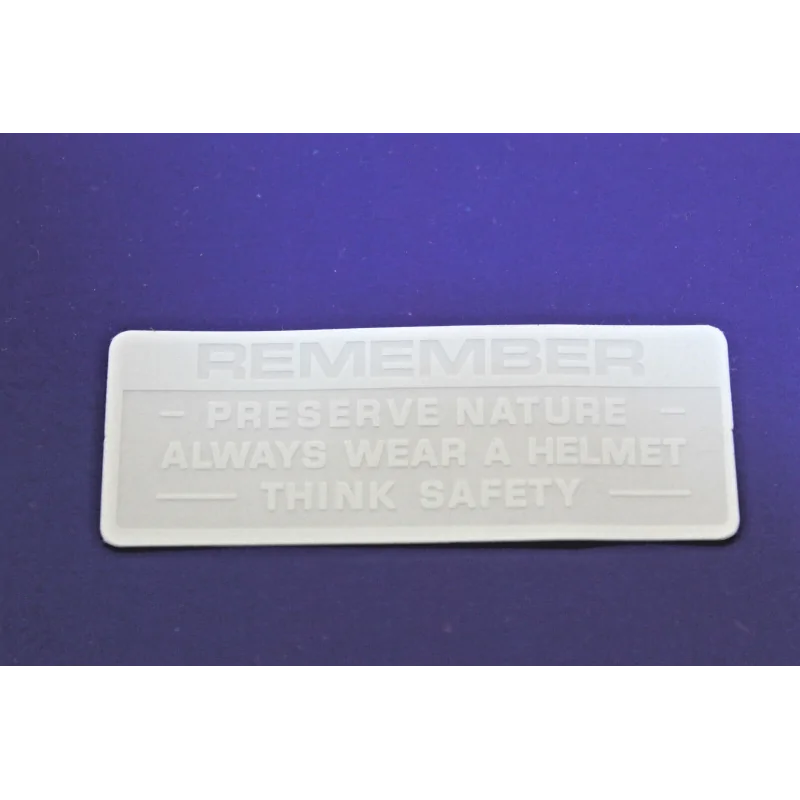 REMEMBER
- PRESERVE NATURE -
ALWAYS WEAR A HELMET
— THINK SAFETY —